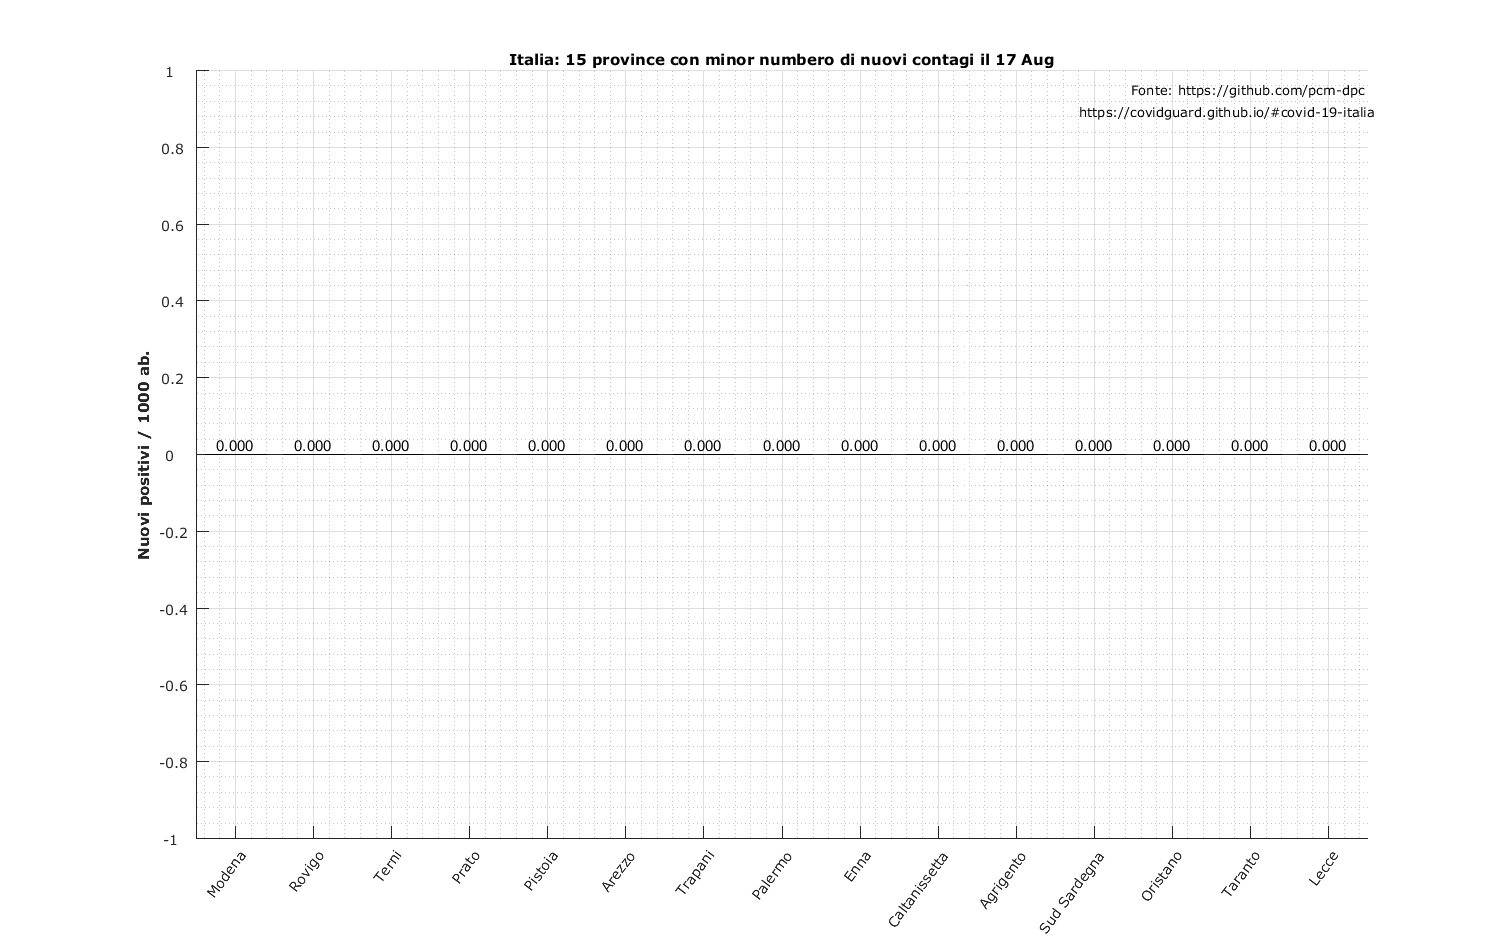 Italia: 15 province con minor numbero di nuovi contagi il 17 Aug
Fonte: https://github.com/pcm-dpc
https://covidguard.github.io/#covid-19-italia
Nuovi positivi / 1000 ab.
1
0.8
0.6
0.4
0.2
0
-0.2
-0.4
-0.6
-0.8
-1
0.000 0.000 0.000 0.000 0.000 0.000 0.000 0.000 0.000 0.000 0.000 0.000 0.000 0.000 0.000
Modena Rovigo Terni Prato Pistoia Arezzo Trapani Palermo Enna Caltanissetta Agrigento Sud Sardegna Oristano Taranto Lecce